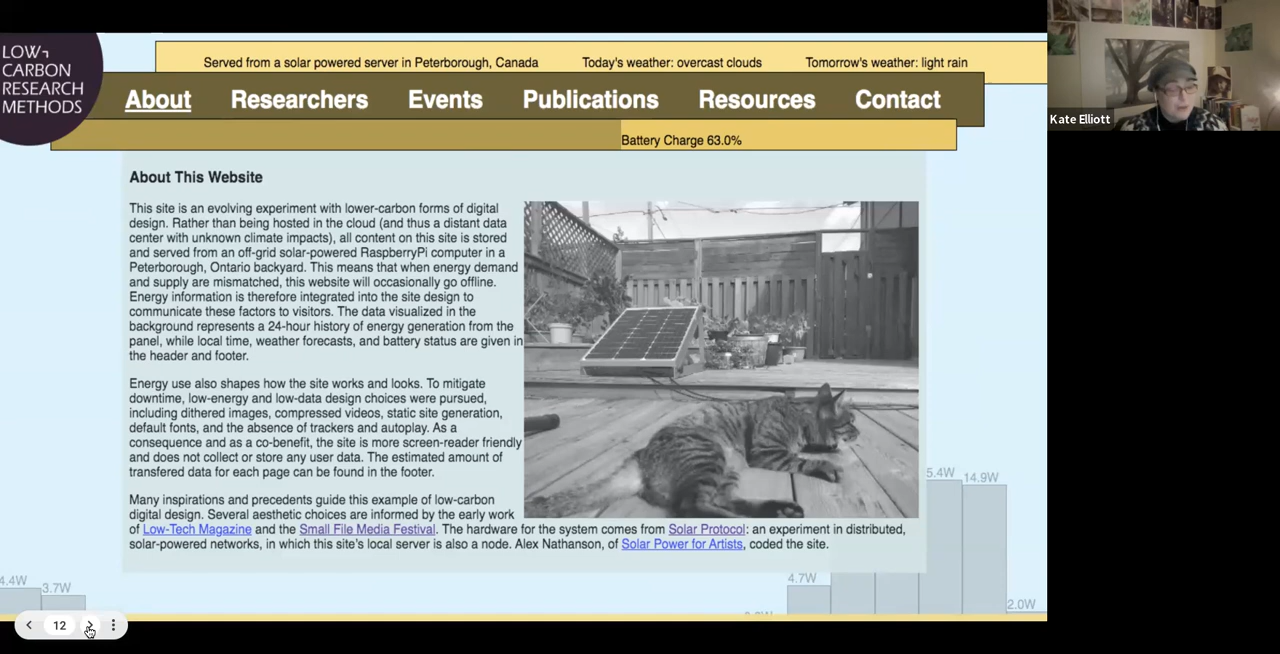 LOW¬
CARBON
RESEARCH
METHODS
Served from a solar powered server in Peterborough, Canada
Today's weather: overcast clouds
Tomorrow's weather: light rain
About
Researchers
Events
Publications
Resources
Contact
Battery Charge 63.0%
Kate Elliott
About This Website
This site is an evolving experiment with lower-carbon forms of digital
design. Rather than being hosted in the cloud (and thus a distant data
center with unknown climate impacts), all content on this site is stored
and served from an off-grid solar-powered RaspberryPi computer in a
Peterborough, Ontario backyard. This means that when energy demand
and supply are mismatched, this website will occasionally go offline.
Energy information is therefore integrated into the site design to
communicate these factors to visitors. The data visualized in the
background represents a 24-hour history of energy generation from the
panel, while local time, weather forecasts, and battery status are given in
the header and footer.
Energy use also shapes how the site works and looks. To mitigate
downtime, low-energy and low-data design choices were pursued,
including dithered images, compressed videos, static site generation,
default fonts, and the absence of trackers and autoplay. As a
consequence and as a co-benefit, the site is more screen-reader friendly
and does not collect or store any user data. The estimated amount of
transfered data for each page can be found in the footer.
Many inspirations and precedents guide this example of low-carbon
digital design. Several aesthetic choices are informed by the early work
of Low-Tech Magazine and the Small File Media Festival. The hardware for the system comes from Solar Protocol: an experiment in distributed,
solar-powered networks, in which this site's local server is also a node. Alex Nathanson, of Solar Power for Artists, coded the site.
5.4W
14.9W
4.4W
3.7W
4.7W
2.0W
12